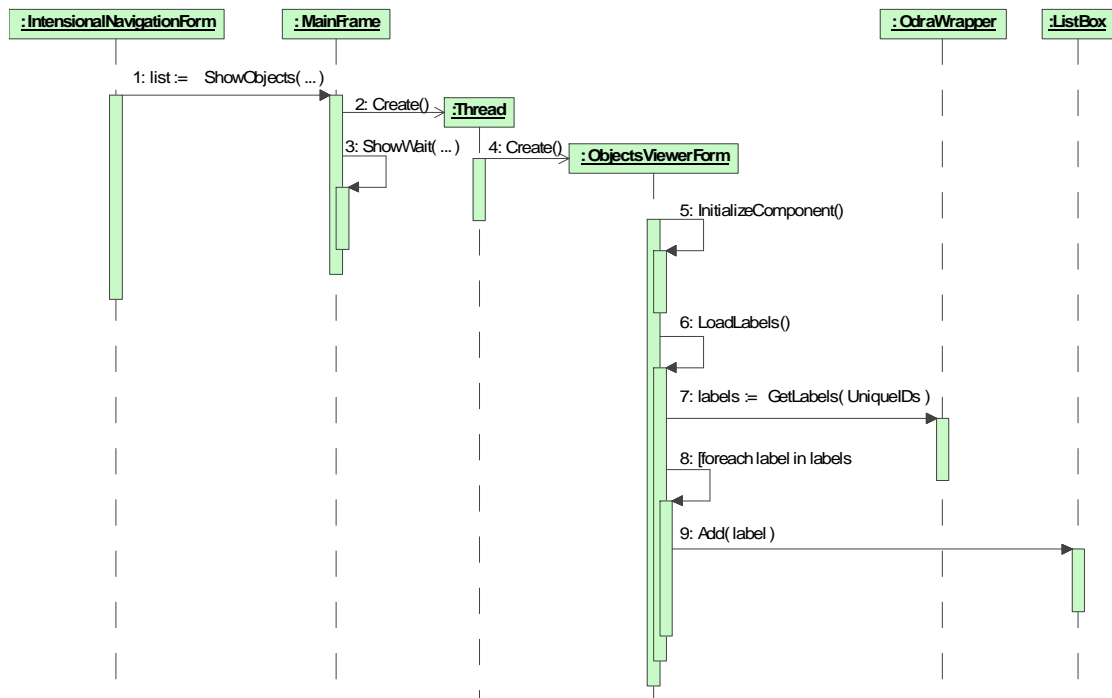 : IntensionalNavigationForm
: MainFrame
: OdraWrapper
:ListBox
1: list := ShowObjects( ... )
2: Create()
:Thread
3: ShowWait( ... )
4: Create()
: ObjectsViewerForm
5: InitializeComponent()
6: LoadLabels()
7: labels := GetLabels( UniqueIDs )
8: [foreach label in labels
9: Add( label )